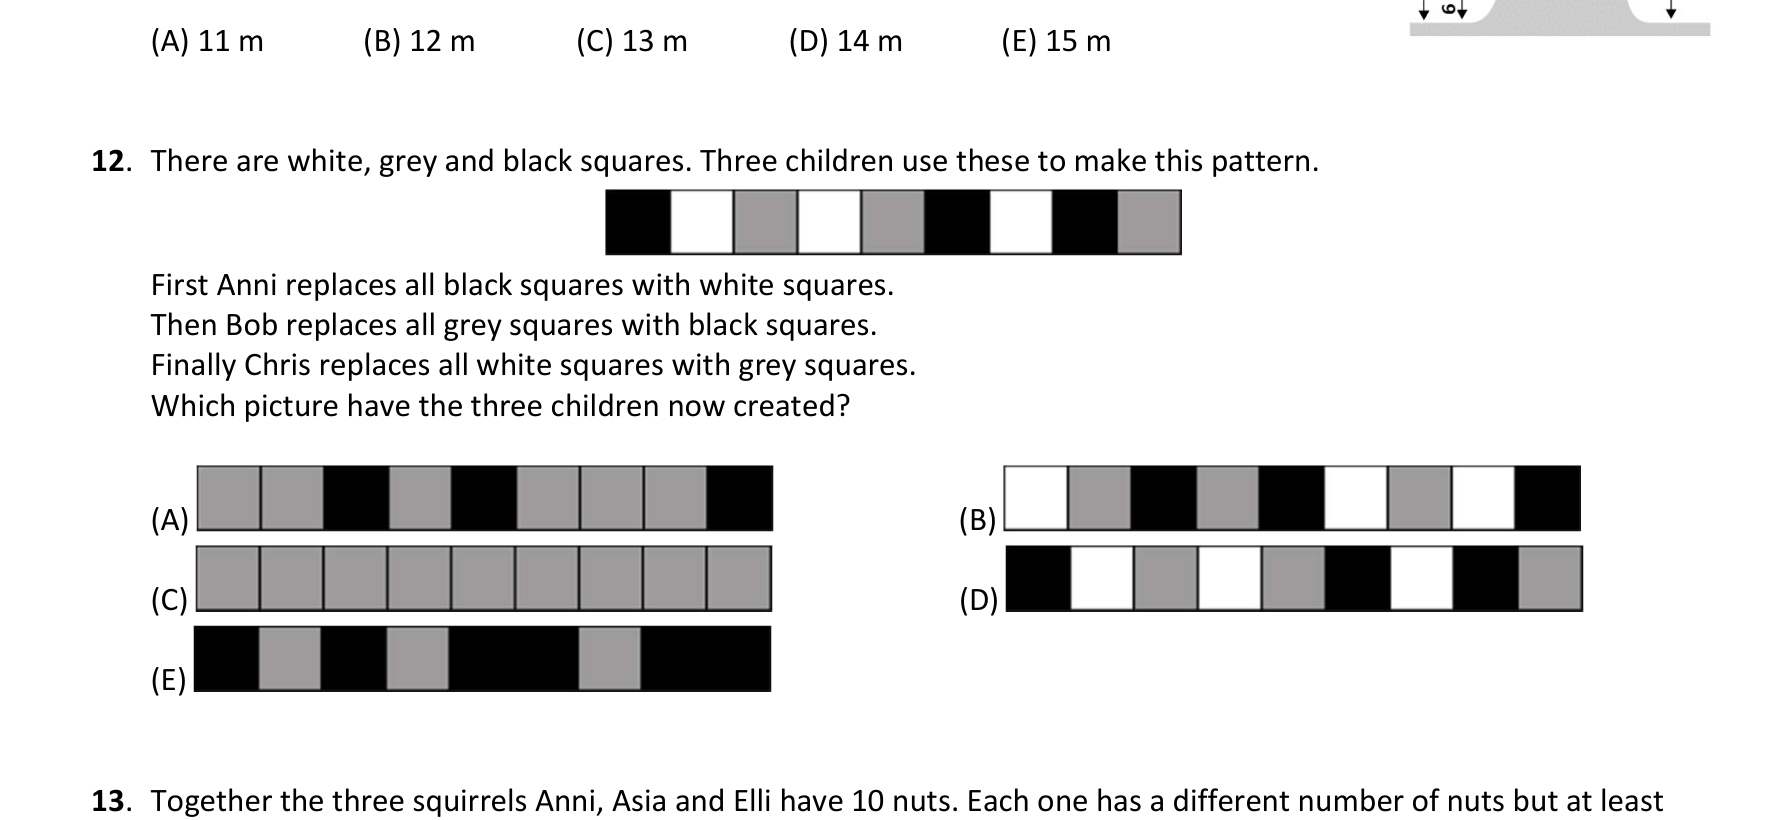 6
(A) 11 m (B) 12 m (C) 13 m (D) 14 m (E) 15 m
12. There are white, grey and black squares. Three children use these to make this pattern.
First Anni replaces all black squares with white squares.
Then Bob replaces all grey squares with black squares.
Finally Chris replaces all white squares with grey squares.
Which picture have the three children now created?
(A) (B)
(C) (D)
(E)
13. Together the three squirrels Anni, Asia and Elli have 10 nuts. Each one has a different number of nuts but at least